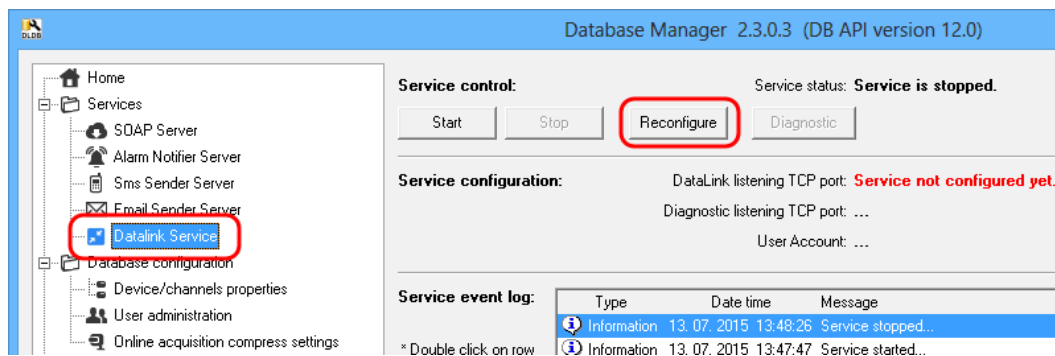 DLDB
Database Manager 2.3.0.3 (DB API version 12.0)
Home
Services
SOAP Server
Alarm Notifier Server
Sms Sender Server
Email Sender Server
Datalink Service
Database configuration
Device/channels properties
User administration
Online acquisition compress settings
Service control:
Service status: Service is stopped.
Start Stop Reconfigure Diagnostic
Service configuration:
DataLink listening TCP port: Service not configured yet.
Diagnostic listening TCP port: ...
User Account: ...
Service event log:
* Double click on row
Type Date time Message
Information 13. 07. 2015 13:48:26 Service stopped...
Information 13. 07. 2015 13:47:47 Service started...